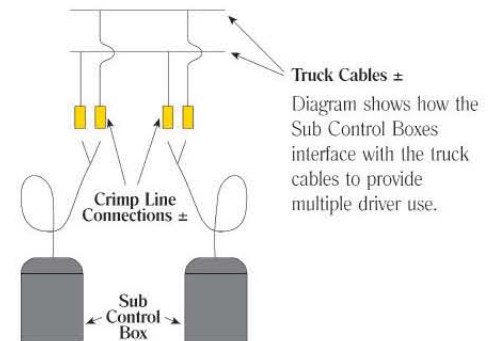 Truck Cables ±
Diagram shows how the
Sub Control Boxes
interface with the truck
cables to provide
multiple driver use.
Crimp Line
Connections ±
Sub
Control
Box